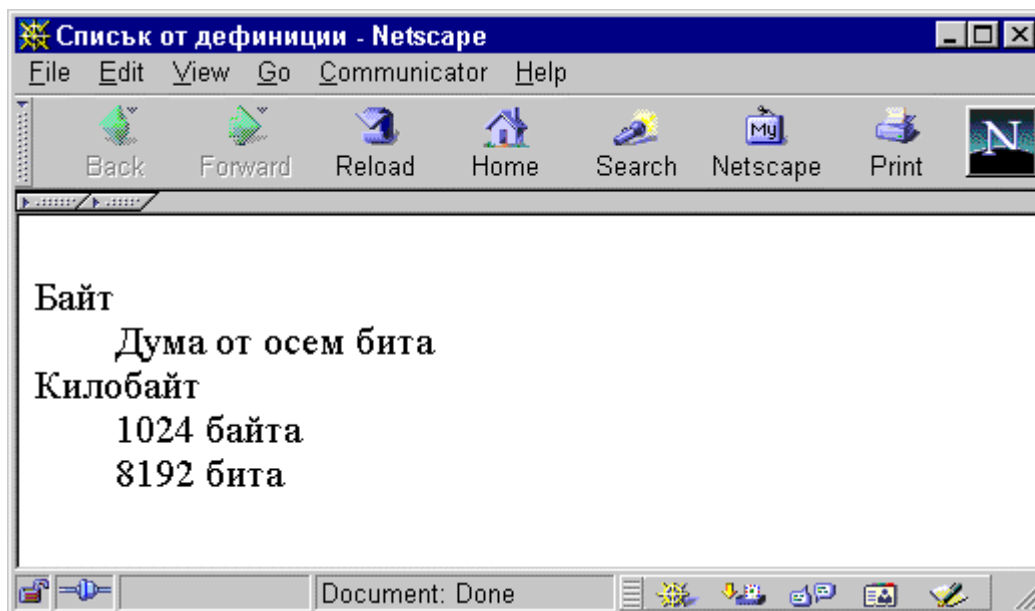 Списък от дефиниции - Netscape
File Edit View Go Communicator Help
Back Forward Reload Home Search Netscape Print
My
N
Байт
Дума от осем бита
Килобайт
1024 байта
8192 бита
Document: Done